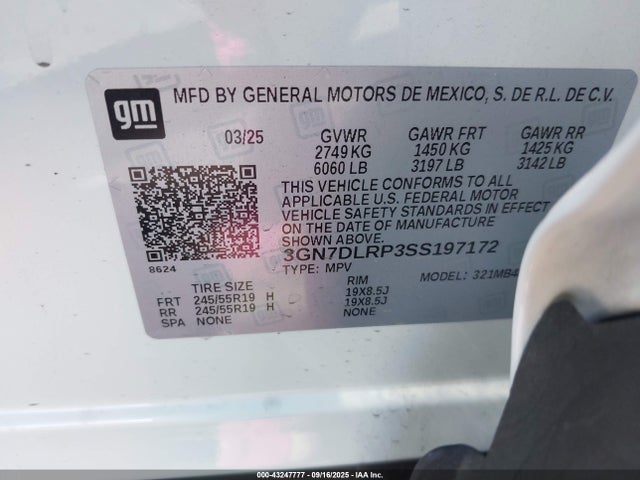 gm MFD BY GENERAL MOTORS DE MEXICO, S. DE R.L. DE C.V.
03/25 GVWR GAWR FRT GAWR RR
2749 KG 1450 KG 1425 KG
6060 LB 3197 LB 3142 LB
THIS VEHICLE CONFORMS TO ALL
APPLICABLE U.S. FEDERAL MOTOR
VEHICLE SAFETY STANDARDS IN EFFECT
ON THE DATE OF MANUFACTURE
SHOWN ABOVE.
8624 3GN7DLRP3SS197172
TYPE: MPV MODEL: 321MB4
TIRE SIZE RIM
FRT 245/55R19 H 19X8.5J
RR 245/55R19 H 19X8.5J
SPA NONE NONE
000-43247777 - 09/16/2025 - IAA Inc.